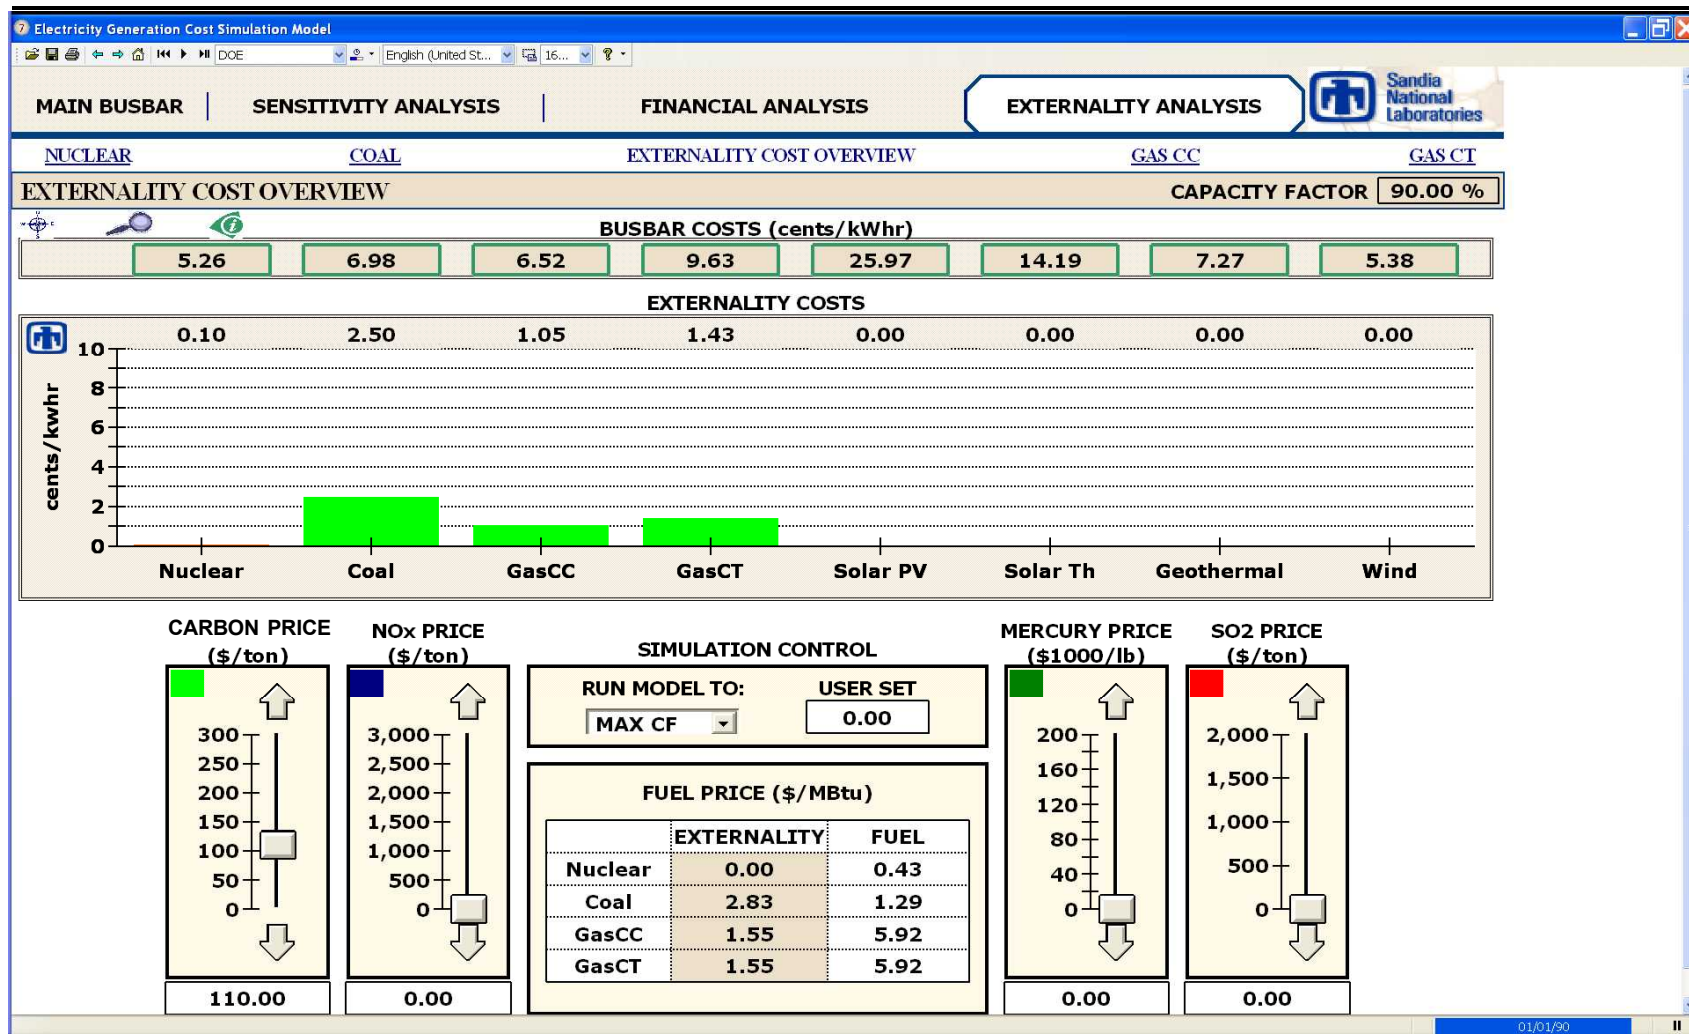 Electricity Generation Cost Simulation Model
DOE English (United St... 16...
MAIN BUSBAR SENSITIVITY ANALYSIS FINANCIAL ANALYSIS EXTERNALITY ANALYSIS
Sandia
National
Laboratories
NUCLEAR COAL EXTERNALITY COST OVERVIEW GAS CC GAS CT
EXTERNALITY COST OVERVIEW CAPACITY FACTOR 90.00 %
BUSBAR COSTS (cents/kWhr)
5.26 6.98 6.52 9.63 25.97 14.19 7.27 5.38
EXTERNALITY COSTS
0.10 2.50 1.05 1.43 0.00 0.00 0.00 0.00
10
8
6
4
2
0
cents/kwhr
Nuclear Coal GasCC GasCT Solar PV Solar Th Geothermal Wind
CARBON PRICE
($/ton)
300
250
200
150
100
50
0
110.00
NOx PRICE
($/ton)
3,000
2,500
2,000
1,500
1,000
500
0
0.00
SIMULATION CONTROL
RUN MODEL TO: USER SET
MAX CF 0.00
FUEL PRICE ($/MBtu)
EXTERNALITY FUEL
Nuclear 0.00 0.43
Coal 2.83 1.29
GasCC 1.55 5.92
GasCT 1.55 5.92
MERCURY PRICE
($1000/lb)
200
160
120
80
40
0
0.00
SO2 PRICE
($/ton)
2,000
1,500
1,000
500
0
0.00
01/01/90